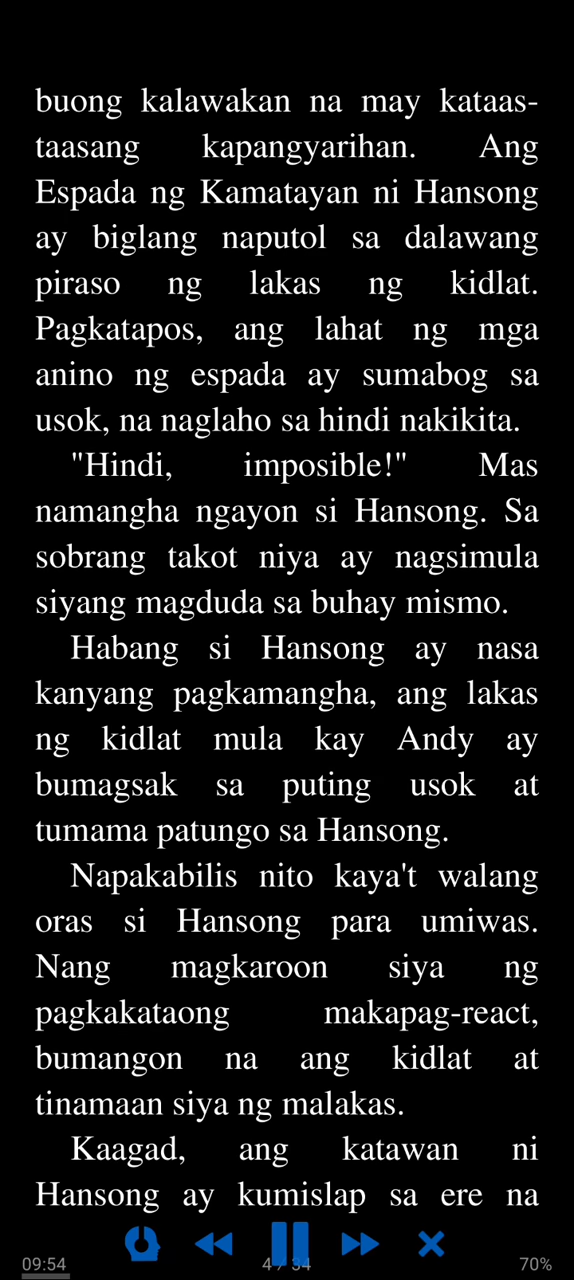 buong kalawakan na may kataas-
taasang kapangyarihan. Ang
Espada ng Kamatayan ni Hansong
ay biglang naputol sa dalawang
piraso ng lakas ng kidlat.
Pagkatapos, ang lahat ng mga
anino ng espada ay sumabog sa
usok, na naglaho sa hindi nakikita.
"Hindi, imposible!" Mas
namangha ngayon si Hansong. Sa
sobrang takot niya ay nagsimula
siyang magduda sa buhay mismo.
Habang si Hansong ay nasa
kanyang pagkamangha, ang lakas
ng kidlat mula kay Andy ay
bumagsak sa puting usok at
tumama patungo sa Hansong.
Napakabilis nito kaya't walang
oras si Hansong para umiwas.
Nang magkaroon siya ng
pagkakataong makapag-react,
bumangon na ang kidlat at
tinamaan siya ng malakas.
Kaagad, ang katawan ni
Hansong ay kumislap sa ere na
09:54 4 / 34 70%